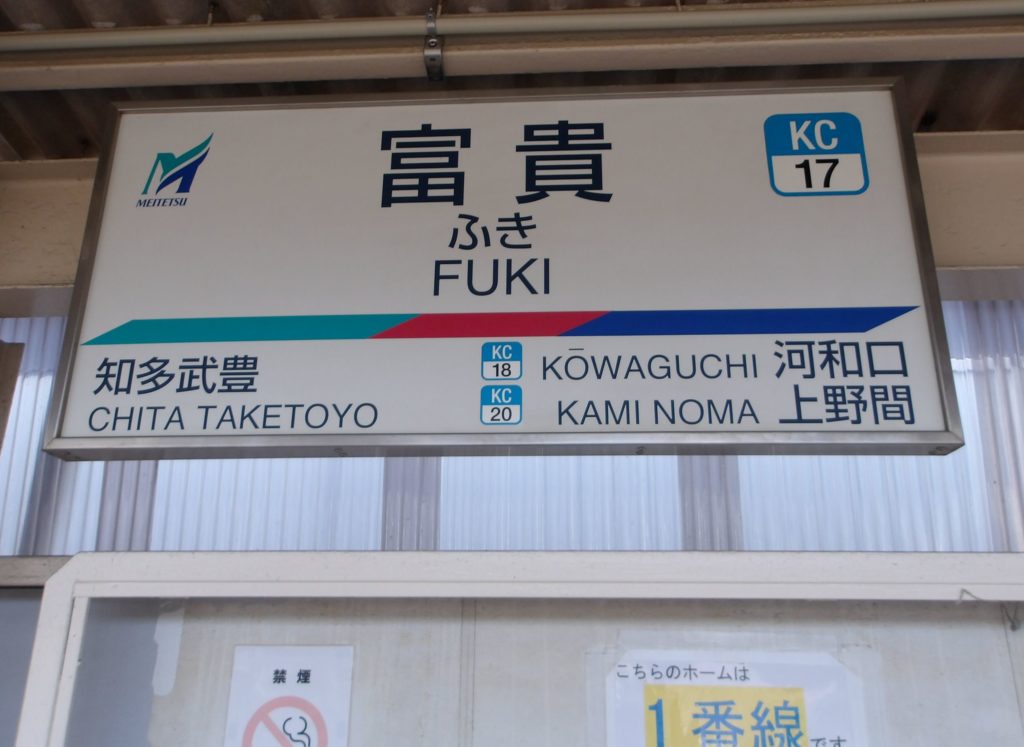 MEITETSU
富貴
KC
17
ふき
FUKI
知多武豊
CHITA TAKETOYO
KC
18
KŌWAGUCHI 河和口
KC
20
KAMI NOMA 上野間
禁煙
こちらのホームは
1番線です